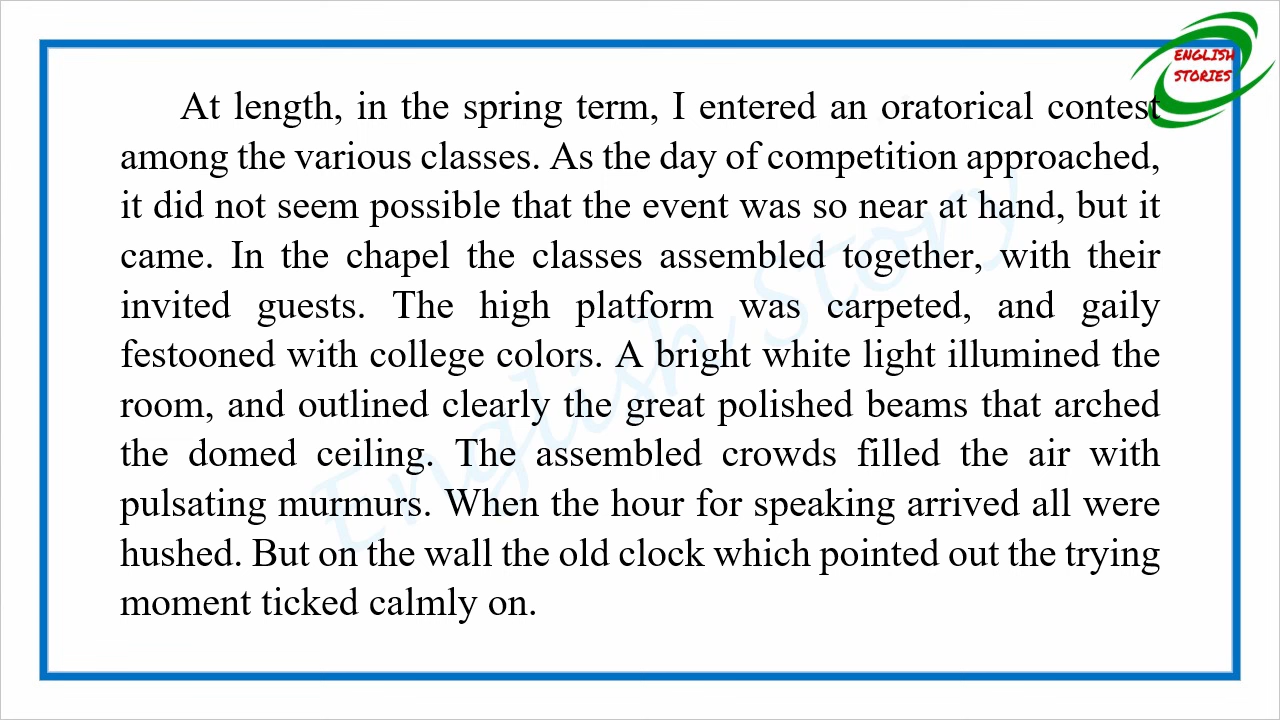 ENGLISH
STORIES
At length, in the spring term, I entered an oratorical contest
among the various classes. As the day of competition approached,
it did not seem possible that the event was so near at hand, but it
came. In the chapel the classes assembled together, with their
invited guests. The high platform was carpeted, and gaily
festooned with college colors. A bright white light illumined the
room, and outlined clearly the great polished beams that arched
the domed ceiling. The assembled crowds filled the air with
pulsating murmurs. When the hour for speaking arrived all were
hushed. But on the wall the old clock which pointed out the trying
moment ticked calmly on.
English Story